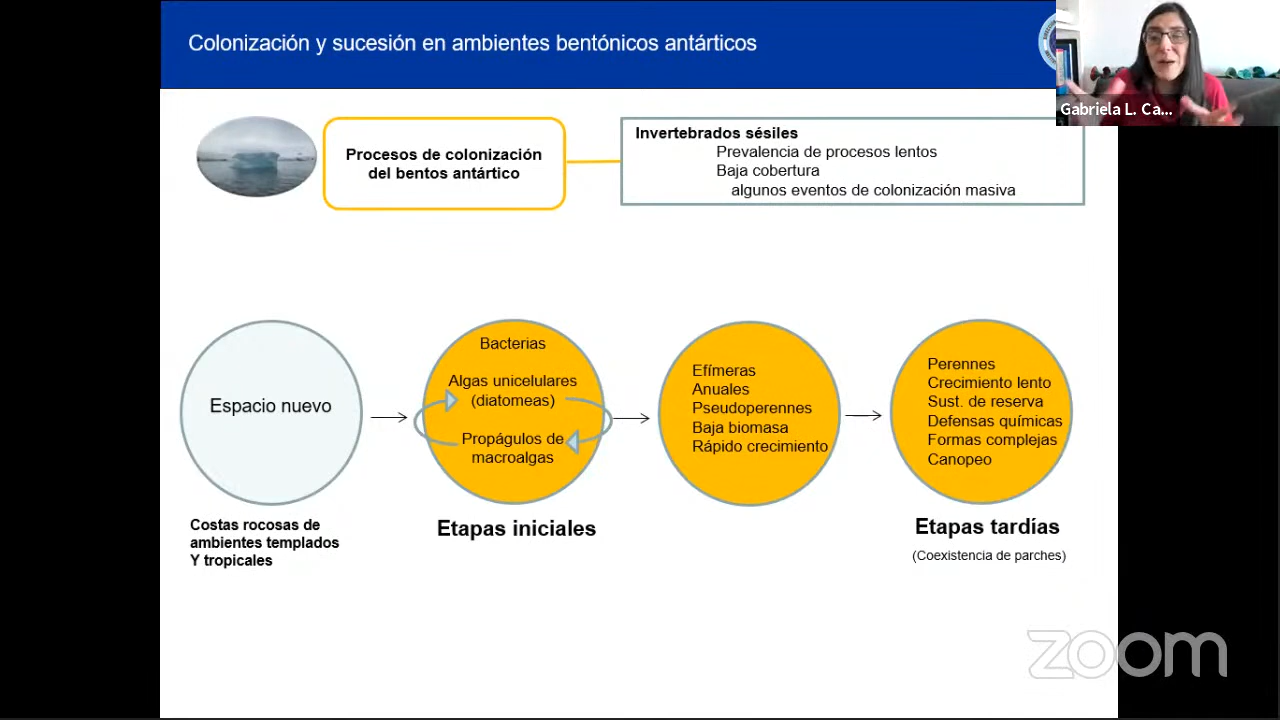 Colonización y sucesión en ambientes bentónicos antárticos
Gabriela L. Ca...
Procesos de colonización
del bentos antártico
Invertebrados sésiles
Prevalencia de procesos lentos
Baja cobertura
algunos eventos de colonización masiva
Espacio nuevo
Costas rocosas de
ambientes templados
Y tropicales
Bacterias
Algas unicelulares
(diatomeas)
Propágulos de
macroalgas
Etapas iniciales
Efímeras
Anuales
Pseudoperennes
Baja biomasa
Rápido crecimiento
Perennes
Crecimiento lento
Sust. de reserva
Defensas químicas
Formas complejas
Canopeo
Etapas tardías
(Coexistencia de parches)
zoom